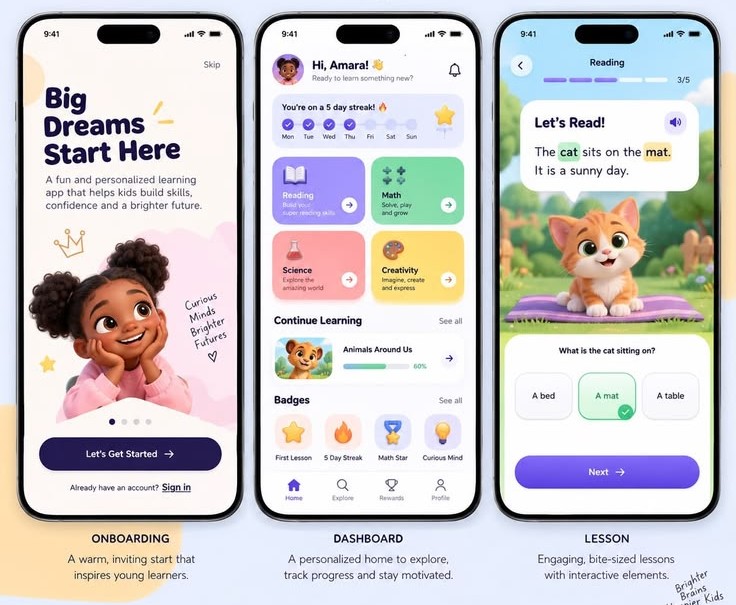 9:41
Skip
Big
Dreams
Start Here
A fun and personalized learning
app that helps kids build skills,
confidence and a brighter future.
Curious
Minds
Brighter
Futures
Let's Get Started
Already have an account? Sign in
ONBOARDING
A warm, inviting start that
inspires young learners.
9:41
Hi, Amara!
Ready to learn something new?
You're on a 5 day streak!
Mon Tue Wed Thu Fri Sat Sun
Reading
Build your
super reading skills
Math
Solve, play
and grow
Science
Explore the
amazing world
Creativity
Imagine, create
and express
Continue Learning See all
Animals Around Us
60%
Badges See all
First Lesson 5 Day Streak Math Star Curious Mind
Home Explore Rewards Profile
DASHBOARD
A personalized home to explore,
track progress and stay motivated.
9:41
Reading
3/5
Let's Read!
The cat sits on the mat.
It is a sunny day.
What is the cat sitting on?
A bed A mat A table
Next
LESSON
Engaging, bite-sized lessons
with interactive elements.
Brighter
Brains
Kids